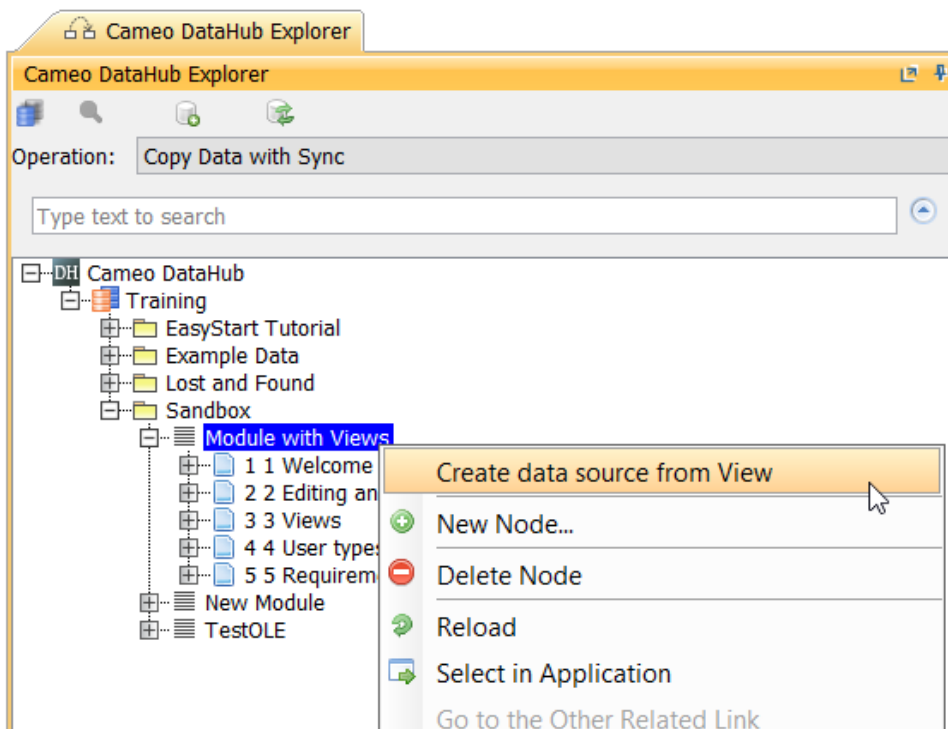 Cameo DataHub Explorer
Cameo DataHub Explorer
Operation: Copy Data with Sync
Type text to search
DH Cameo DataHub
Training
EasyStart Tutorial
Example Data
Lost and Found
Sandbox
Module with Views
1 1 Welcome
2 2 Editing an
3 3 Views
4 4 User types
5 5 Requirem
New Module
TestOLE
Create data source from View
New Node...
Delete Node
Reload
Select in Application
Go to the Other Related Link